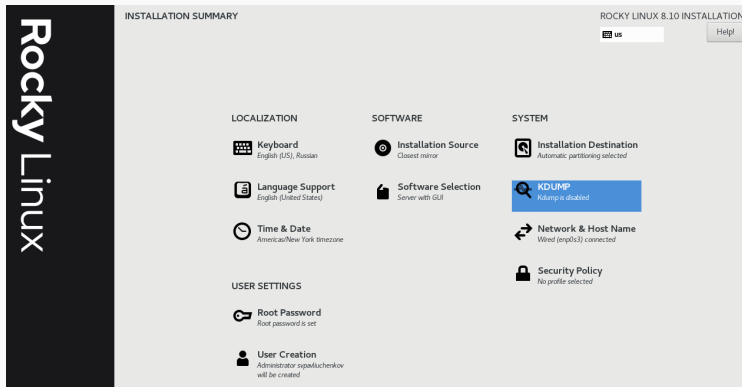 Rocky Linux
INSTALLATION SUMMARY
ROCKY LINUX 8.10 INSTALLATION
us
Help!
LOCALIZATION
Keyboard
English (US), Russian
Language Support
English (United States)
Time & Date
Americas/New York timezone
USER SETTINGS
Root Password
Root password is set
User Creation
Administrator svpavliuchenkov
will be created
SOFTWARE
Installation Source
Closest mirror
Software Selection
Server with GUI
SYSTEM
Installation Destination
Automatic partitioning selected
KDUMP
Kdump is disabled
Network & Host Name
Wired (enp0s3) connected
Security Policy
No profile selected